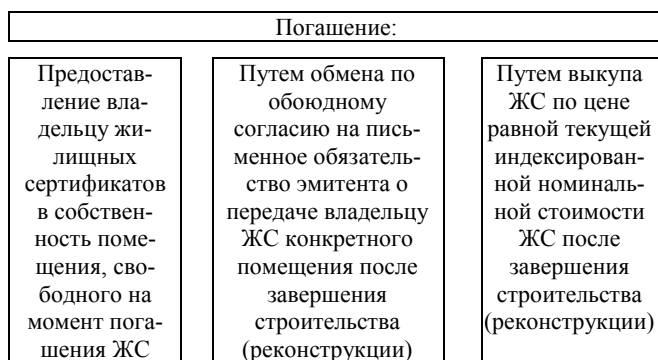 Погашение:
Предостав-
ление вла-
дельцу жи-
лищных
сертификатов
в собствен-
ность поме-
щения, сво-
бодного на
момент пога-
шения ЖС
Путем обмена по
обоюдному
согласию на пись-
менное обязатель-
ство эмитента о
передаче владельцу
ЖС конкретного
помещения после
завершения
строительства
(реконструкции)
Путем выкупа
ЖС по цене
равной текущей
индексирован-
ной номиналь-
ной стоимости
ЖС после
завершения
строительства
(реконструкции)